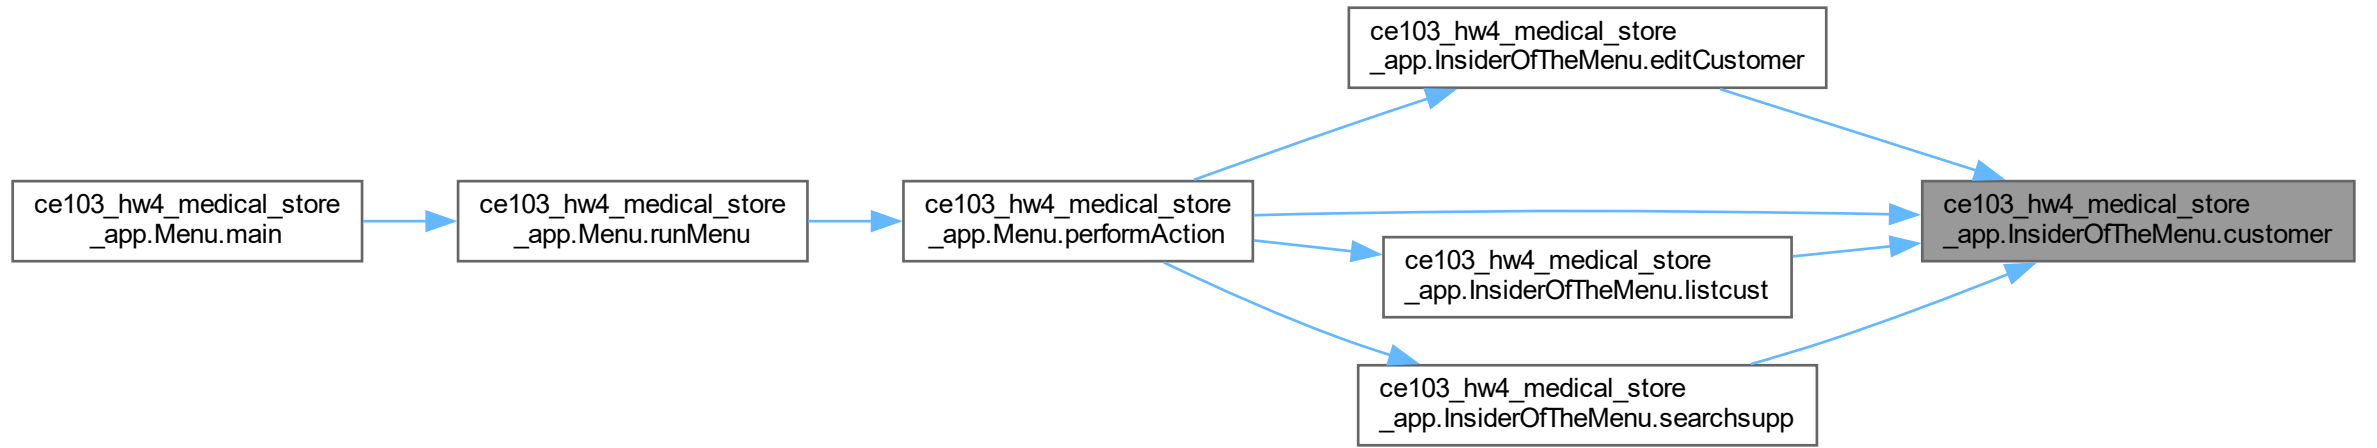 ce103_hw4_medical_store
_app.InsiderOfTheMenu.editCustomer
ce103_hw4_medical_store
_app.Menu.main
ce103_hw4_medical_store
_app.Menu.runMenu
ce103_hw4_medical_store
_app.Menu.performAction
ce103_hw4_medical_store
_app.InsiderOfTheMenu.customer
ce103_hw4_medical_store
_app.InsiderOfTheMenu.listcust
ce103_hw4_medical_store
_app.InsiderOfTheMenu.searchsupp